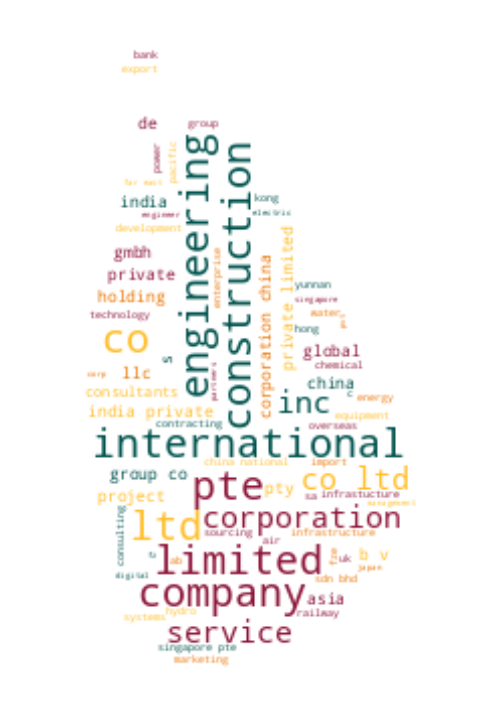 bank
export
de
group
power
pacific
engineering
construction
far east
india
kong
engineer
electric
development
gmbh
private
enterprise
corporation china
private limited
yunnan
holding
singapore
technology
water
hong
co
global
chemical
llc
partners
china
corp
consultants
inc
c
energy
india private
equipment
contracting
overseas
international
china national
import
group co
pte
pty
co ltd
project
sa
infrastucture
management
ltd
corporation
consulting
sourcing
infrastructure
air
limited
ab
fze
uk
b v
japan
digital
sdn bhd
company
asia
hydro
railway
systems
service
singapore pte
marketing